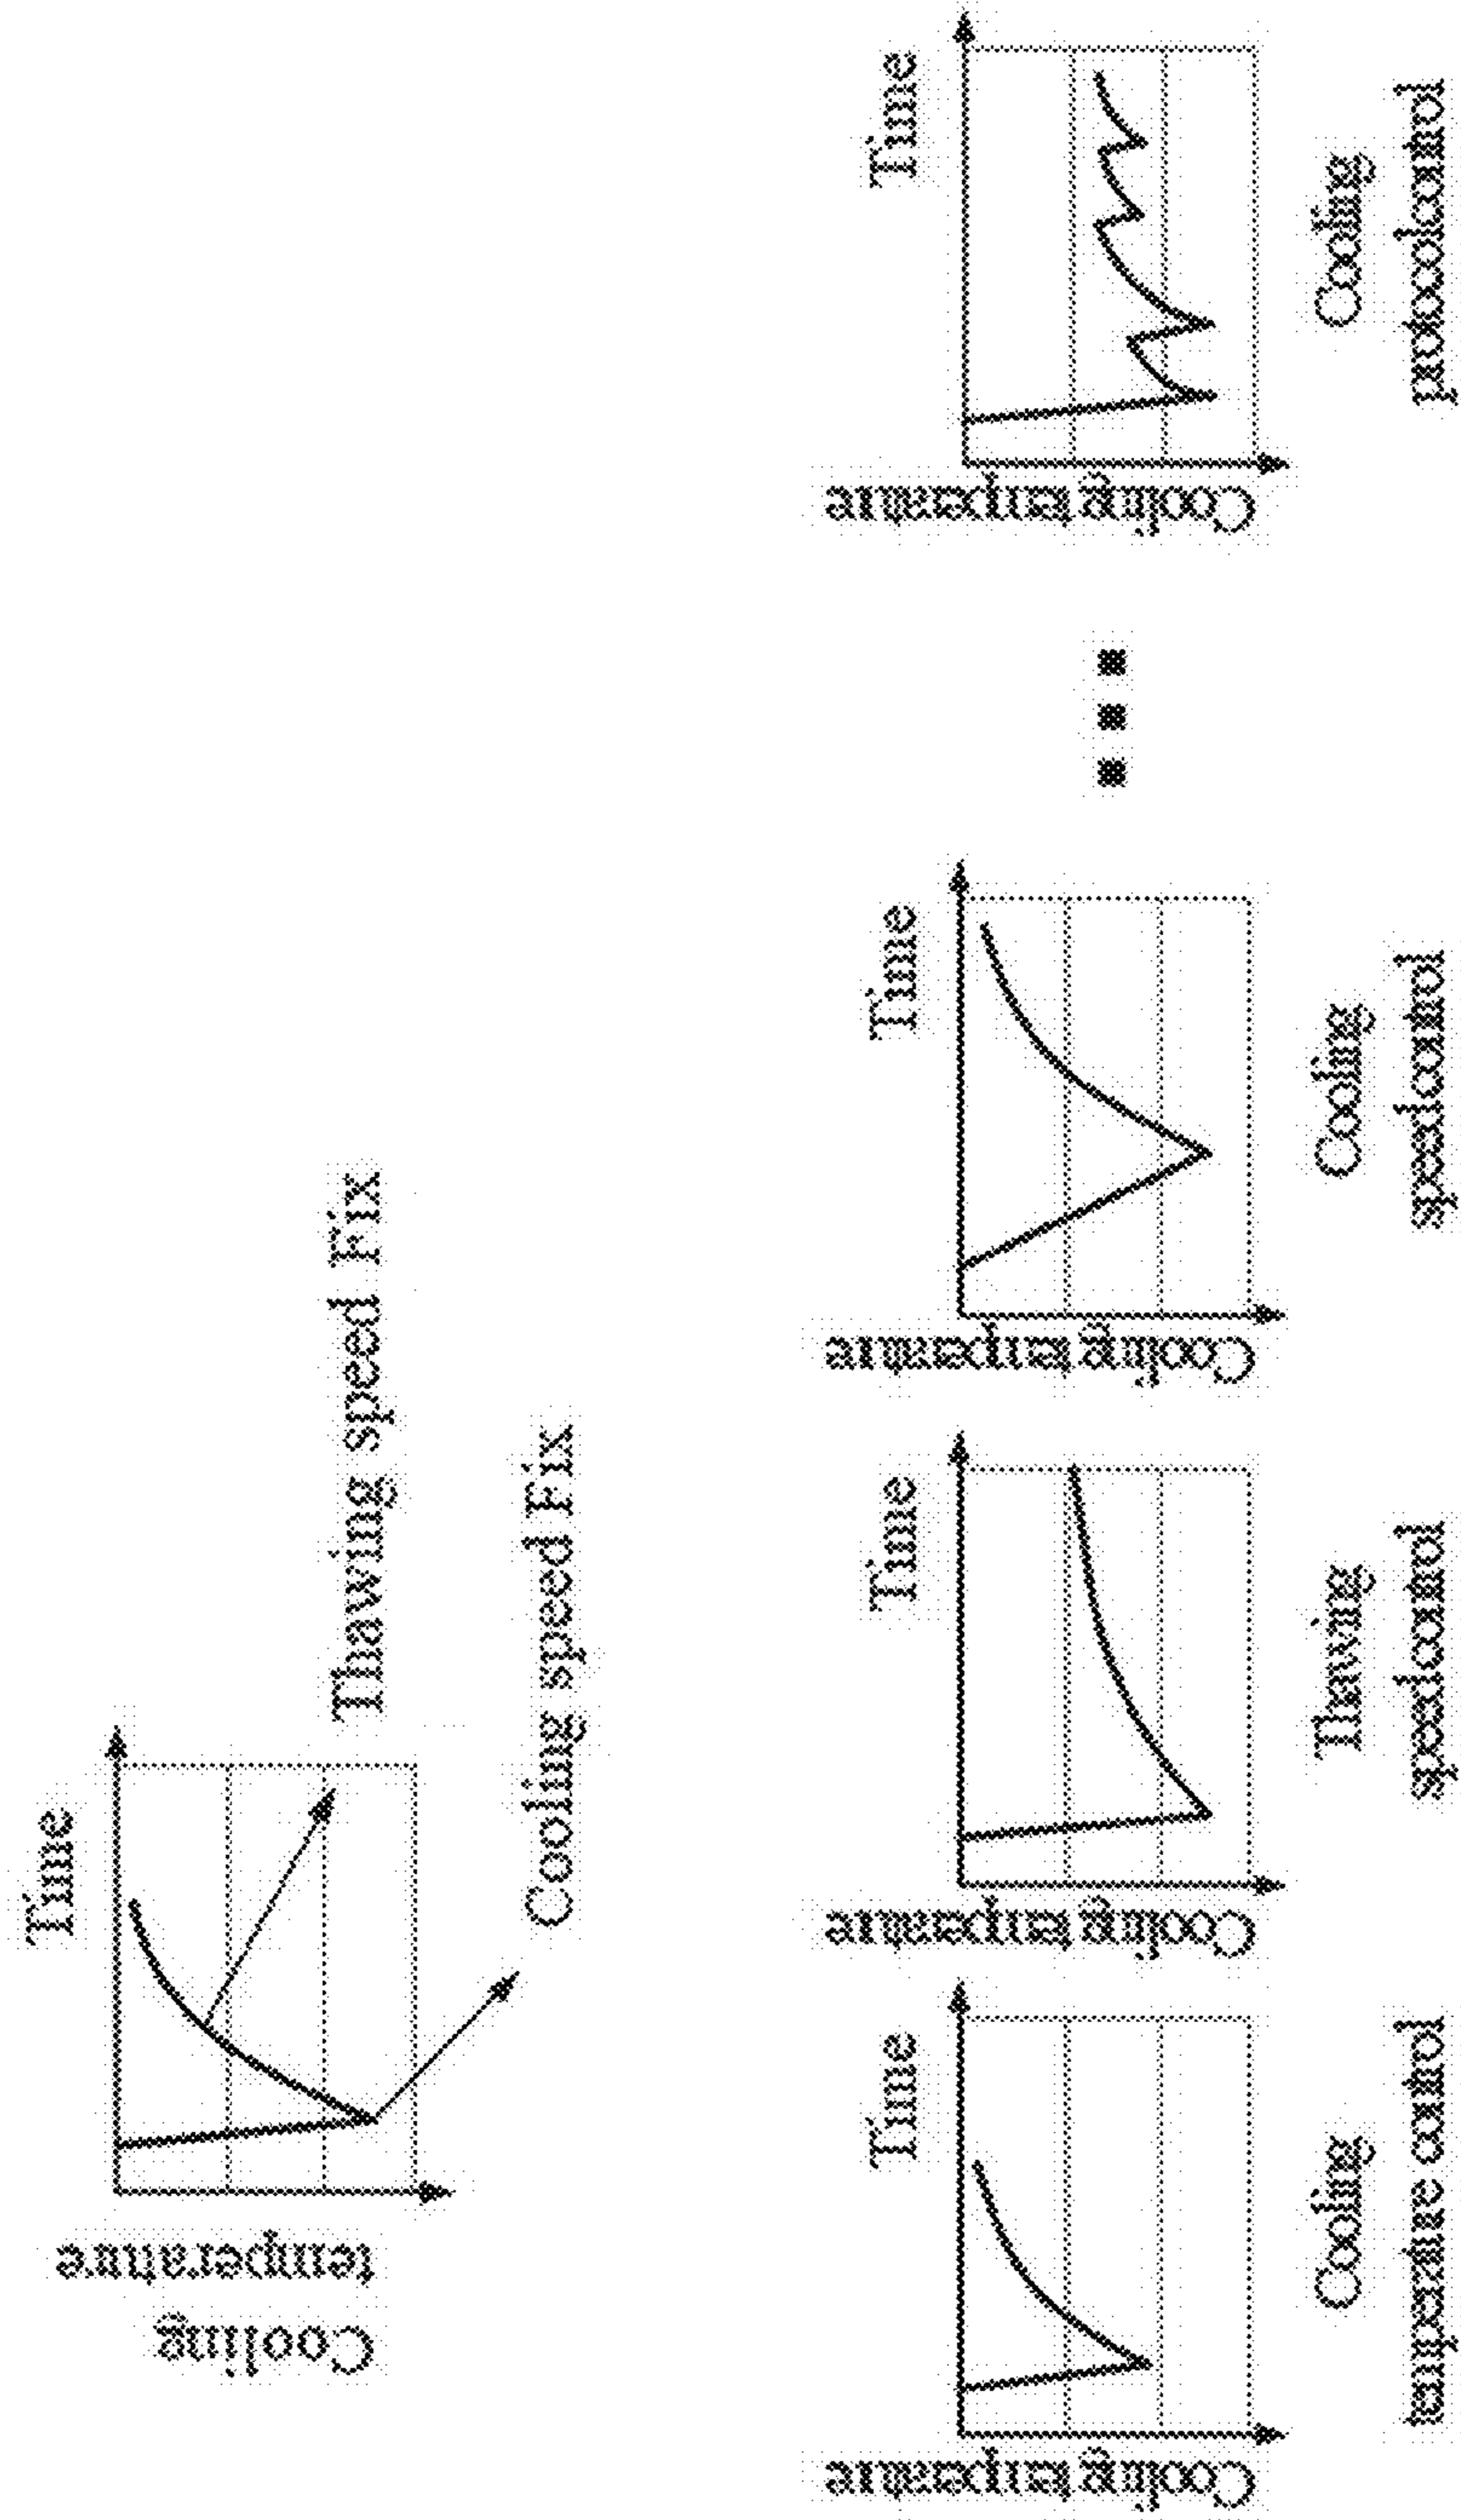 Time
Cooling
temperature
Thawing speed Fix
Cooling speed Fix
Time
Cooling temperature
Cooling
temperature control
Time
Cooling temperature
Thawing
speed control
Time
Cooling temperature
Cooling
speed control
Time
Cooling temperature
Cooling
control